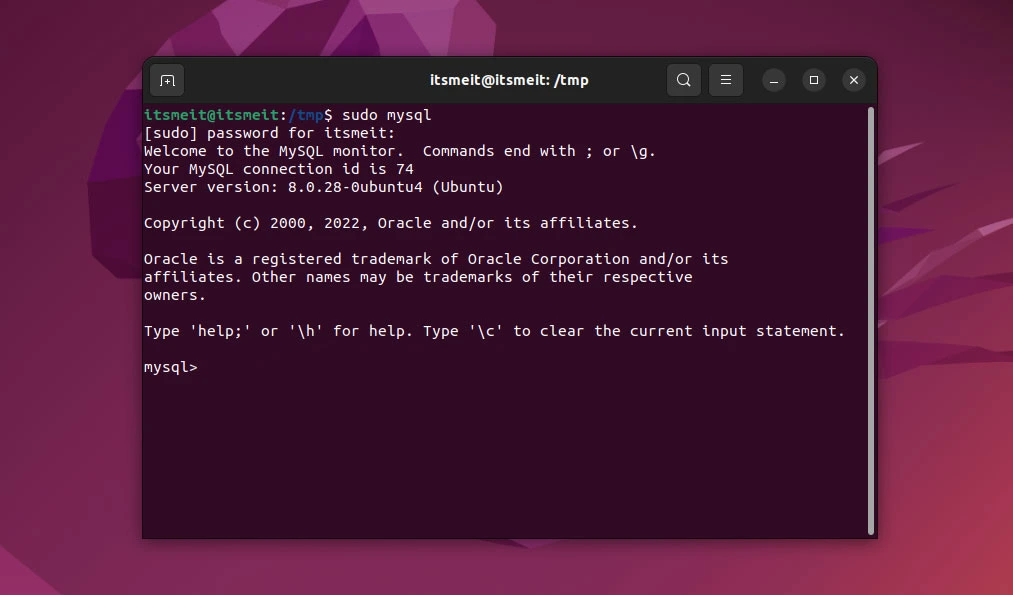 itsmeit@itsmeit: /tmp
itsmeit@itsmeit:/tmp$ sudo mysql
[sudo] password for itsmeit:
Welcome to the MySQL monitor.  Commands end with ; or \g.
Your MySQL connection id is 74
Server version: 8.0.28-0ubuntu4 (Ubuntu)
Copyright (c) 2000, 2022, Oracle and/or its affiliates.
Oracle is a registered trademark of Oracle Corporation and/or its
affiliates. Other names may be trademarks of their respective
owners.
Type 'help;' or '\h' for help. Type '\c' to clear the current input statement.
mysql>